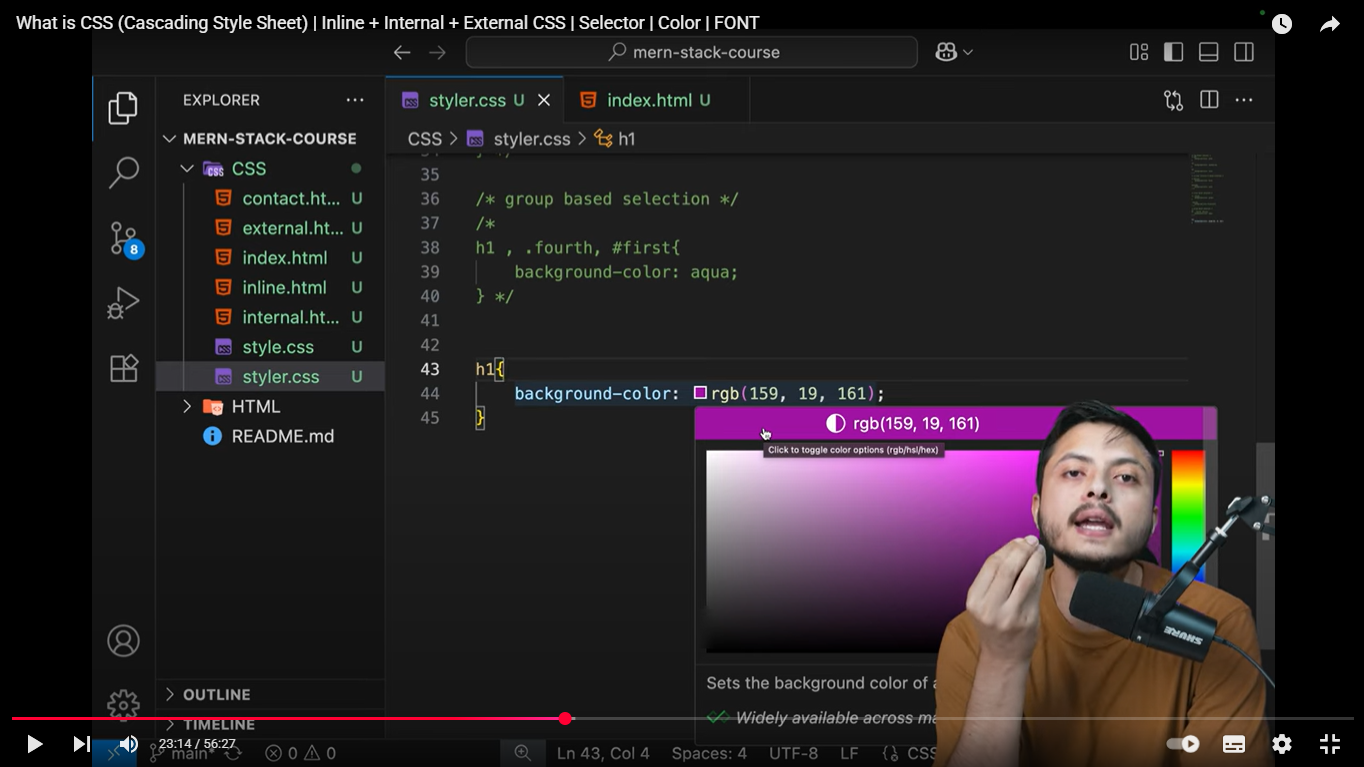 What is CSS (Cascading Style Sheet) | Inline + Internal + External CSS | Selector | Color | FONT
mern-stack-course
EXPLORER
styler.css U
index.html U
MERN-STACK-COURSE
CSS > styler.css > h1
CSS
contact.ht... U
external.ht... U
index.html U
inline.html U
internal.ht... U
style.css U
styler.css U
HTML
README.md
8
35
36 /* group based selection */
37 /*
38 h1 , .fourth, #first{
39 background-color: aqua;
40 } */
41
42
43 h1{
44 background-color: rgb(159, 19, 161);
45 }
rgb(159, 19, 161)
Click to toggle color options (rgb/hsl/hex)
Sets the background color of
Widely available across
SHURE
OUTLINE
TIMELINE
23:14 / 56:27
main*
0 0
Ln 43, Col 4 Spaces: 4 UTF-8 LF {} CSS